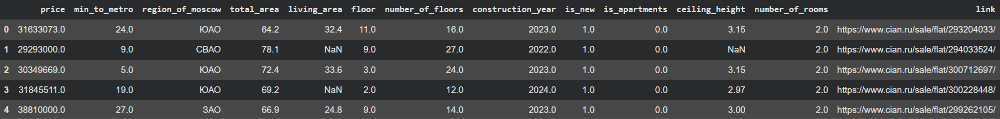 price min_to_metro region_of_moscow total_area living_area floor number_of_floors construction_year is_new is_apartments ceiling_height number_of_rooms link
0 31633073.0 24.0 ЮАО 64.2 32.4 11.0 16.0 2023.0 1.0 0.0 3.15 2.0 https://www.cian.ru/sale/flat/293204033/
1 29293000.0 9.0 СВАО 78.1 NaN 9.0 27.0 2022.0 1.0 0.0 NaN 2.0 https://www.cian.ru/sale/flat/294033524/
2 30349669.0 5.0 ЮАО 72.4 33.6 3.0 24.0 2023.0 1.0 0.0 3.15 2.0 https://www.cian.ru/sale/flat/300712697/
3 31845511.0 19.0 ЮАО 69.2 NaN 2.0 12.0 2024.0 1.0 0.0 2.97 2.0 https://www.cian.ru/sale/flat/300228448/
4 38810000.0 27.0 ЗАО 66.9 24.8 9.0 14.0 2023.0 1.0 0.0 3.00 2.0 https://www.cian.ru/sale/flat/299262105/